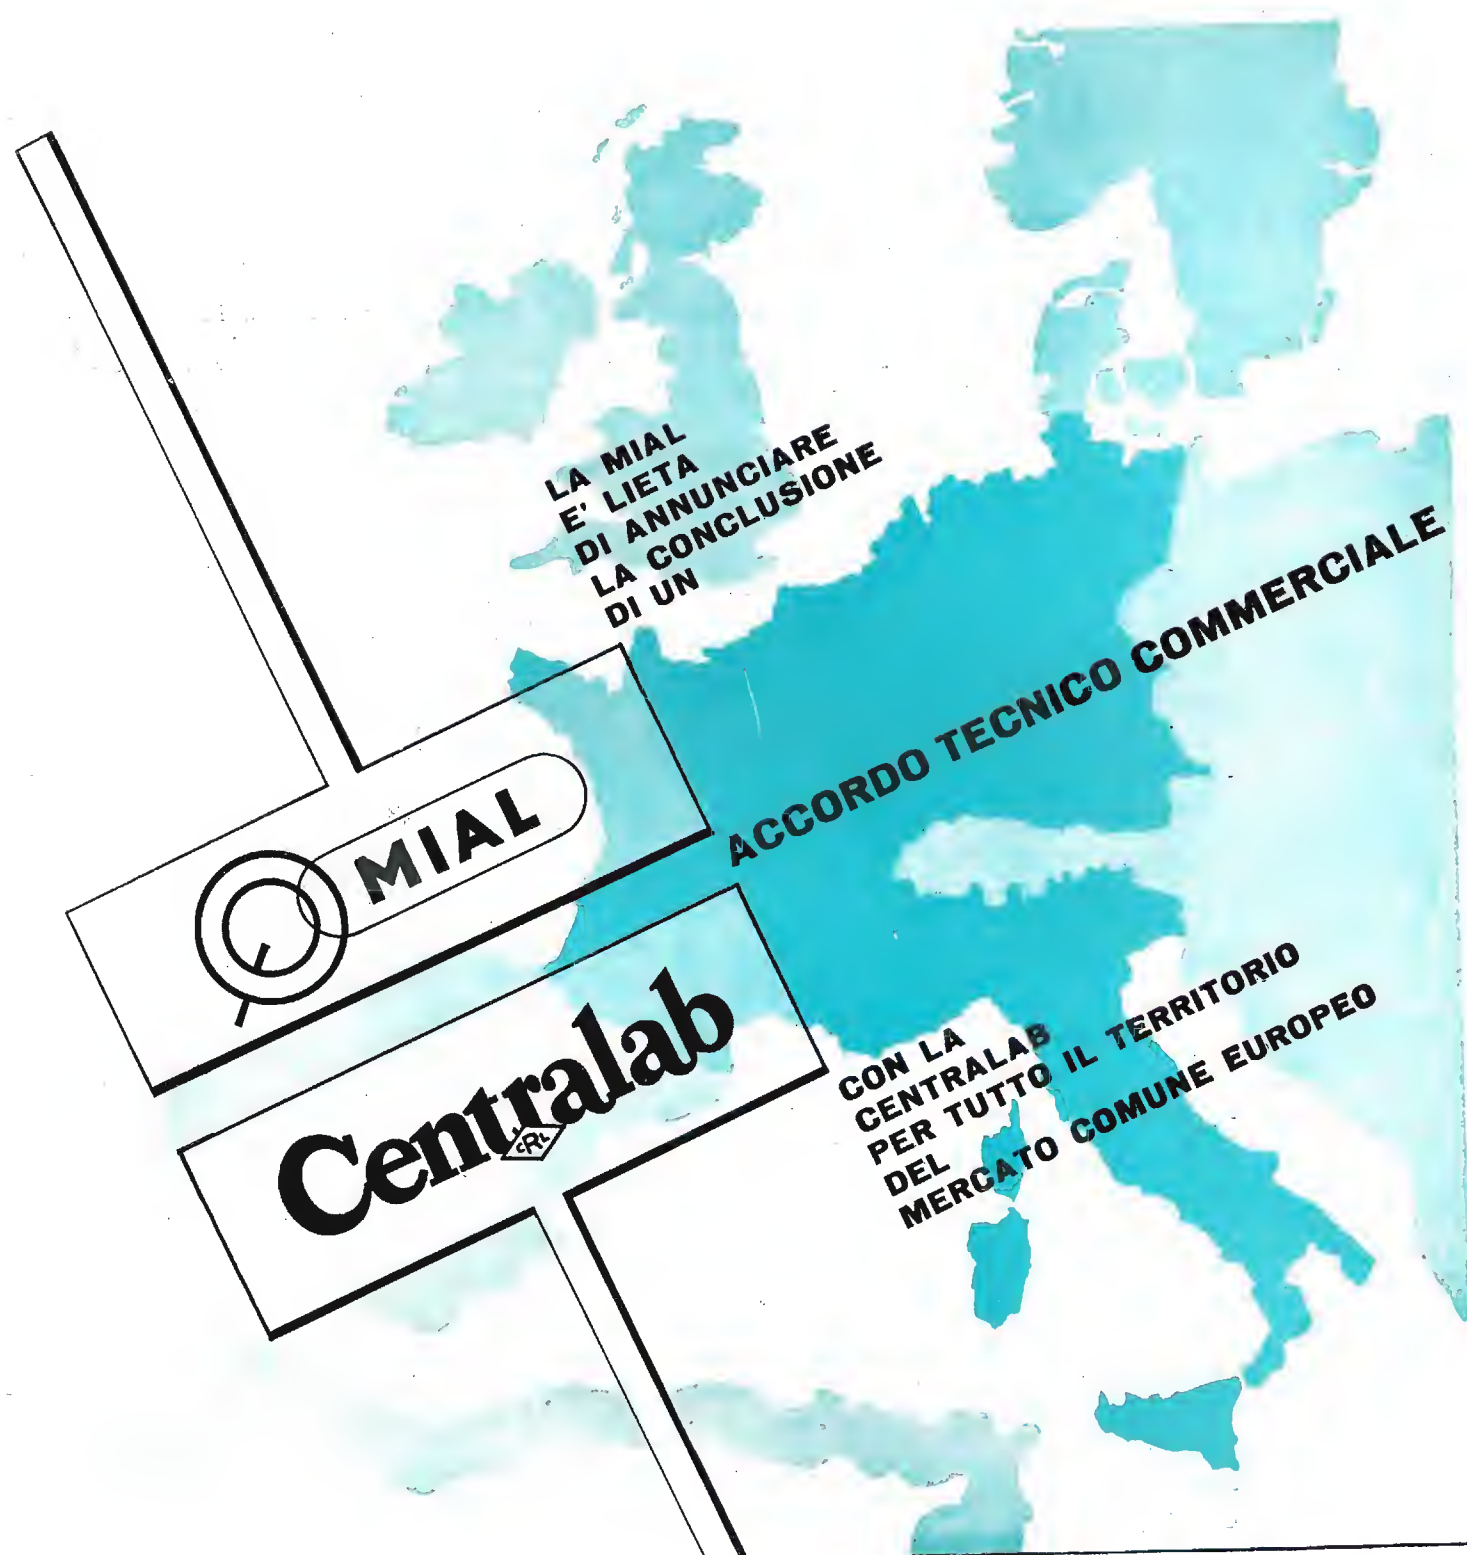 LA MIAL
E' LIETA
DI ANNUNCIARE
LA CONCLUSIONE
DI UN
ACCORDO TECNICO COMMERCIALE
MIAL
Centralab
CRL
CON LA
CENTRALAB
PER TUTTO IL TERRITORIO
DEL
MERCATO COMUNE EUROPEO